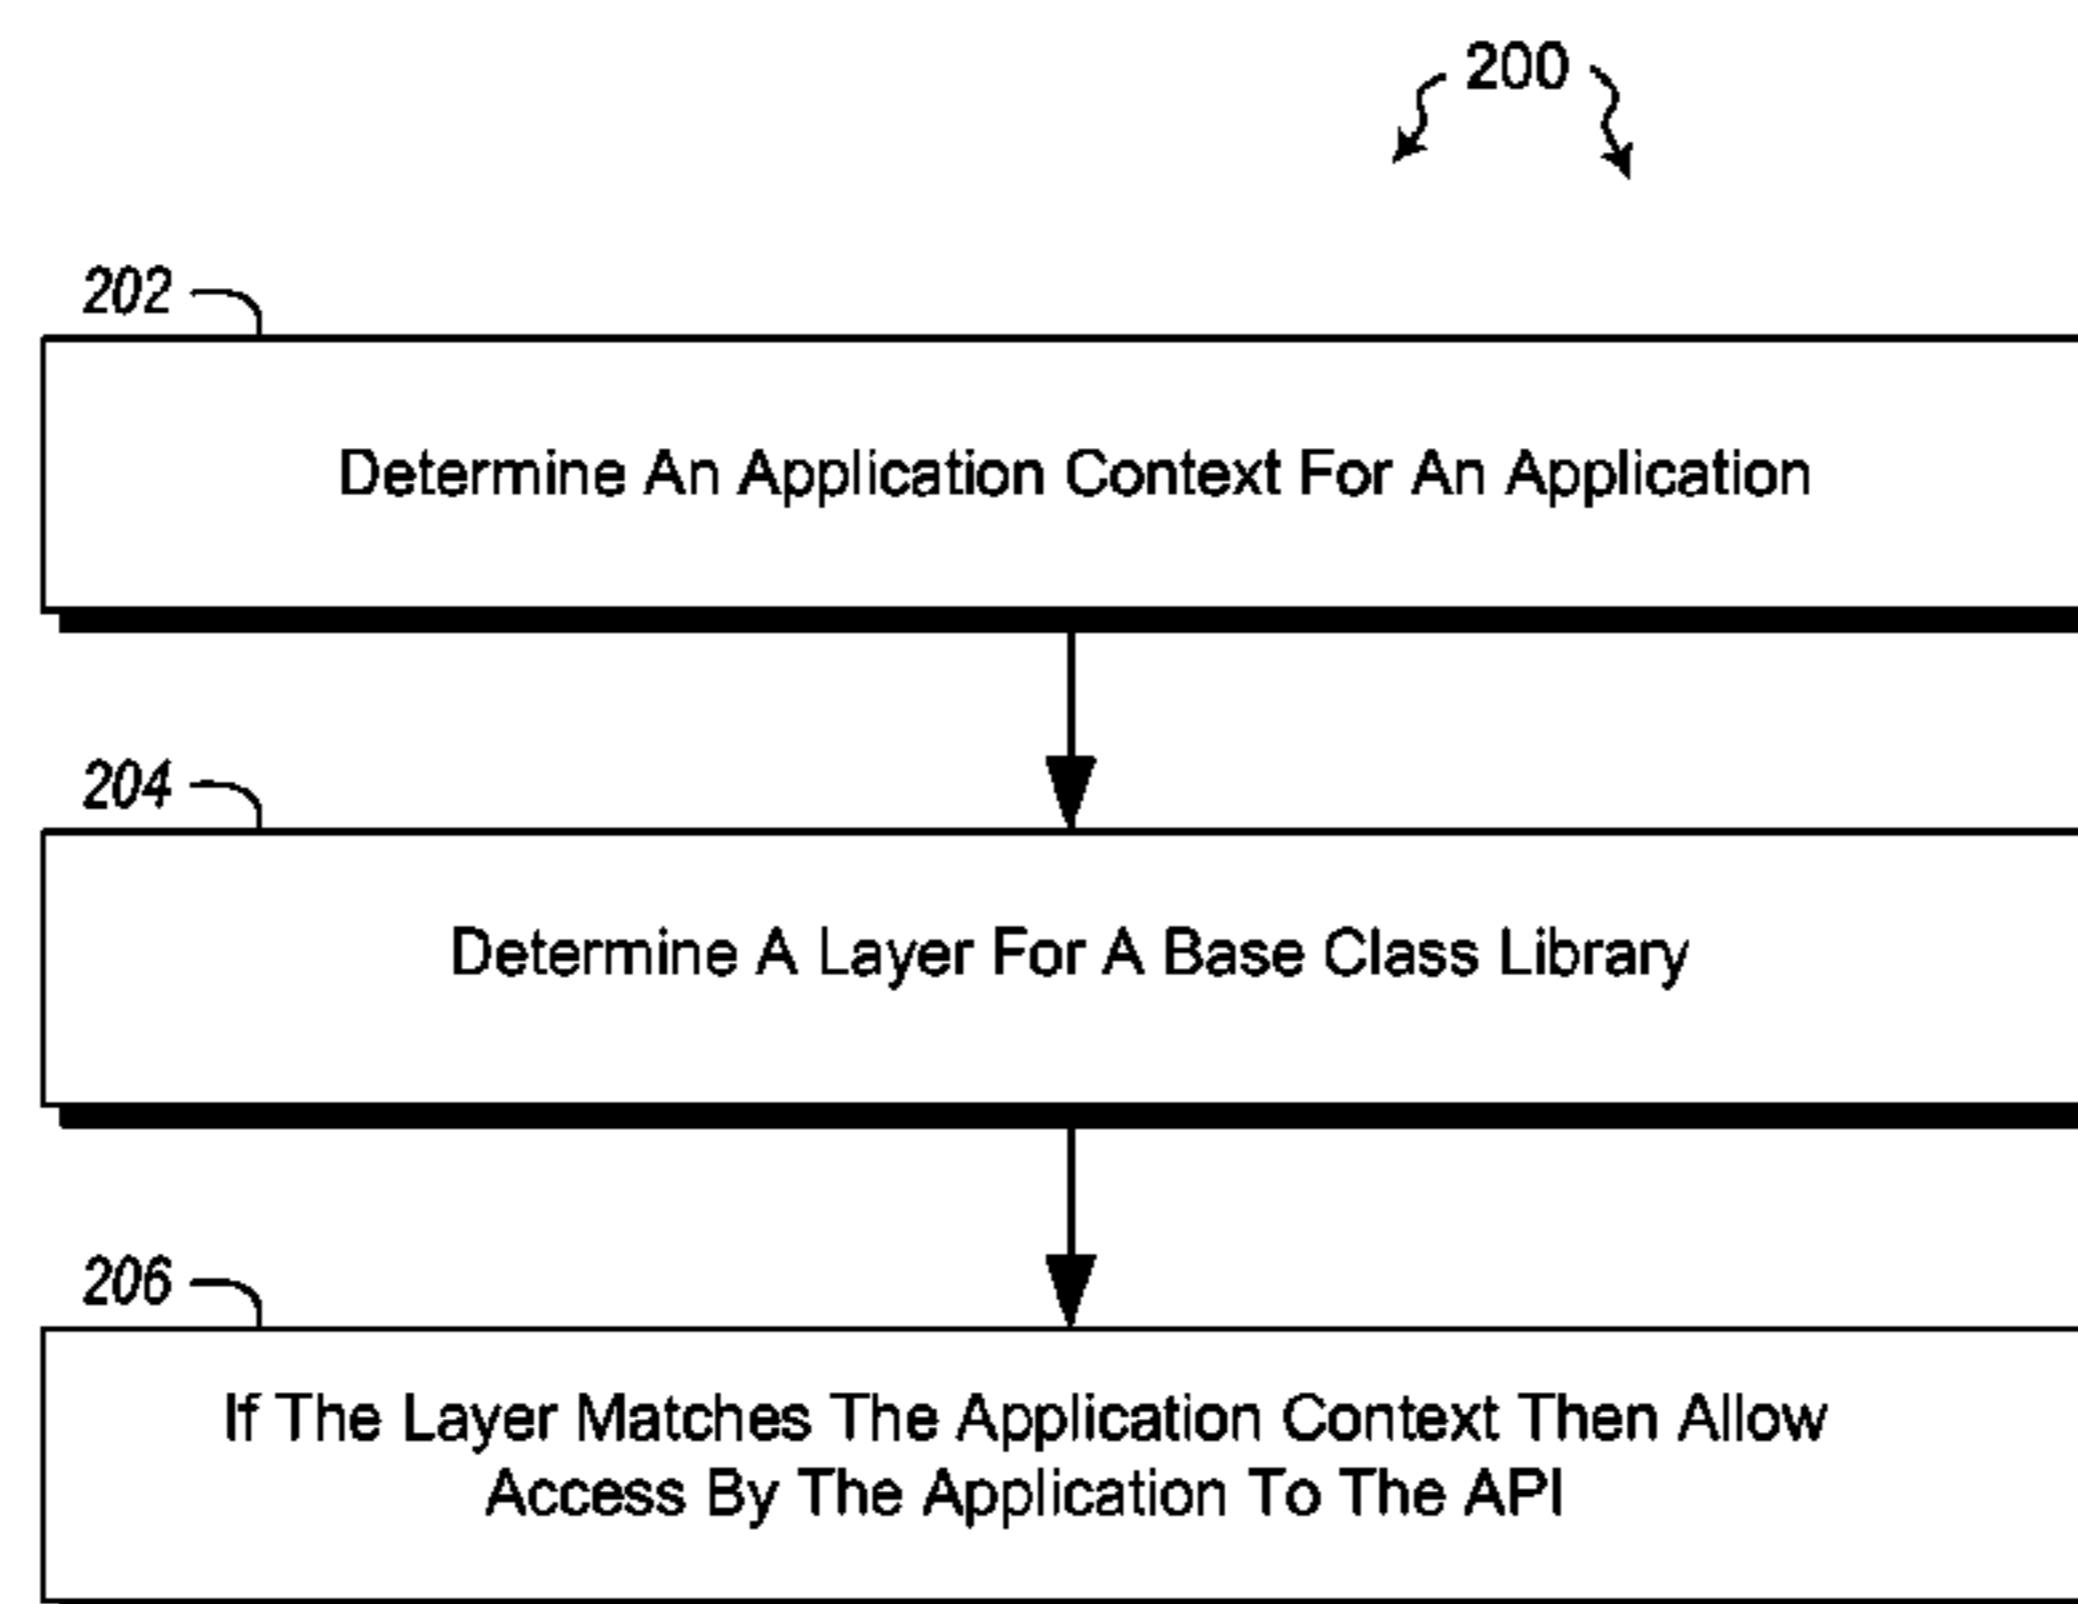 200
202
Determine An Application Context For An Application
204
Determine A Layer For A Base Class Library
206
If The Layer Matches The Application Context Then Allow
Access By The Application To The API